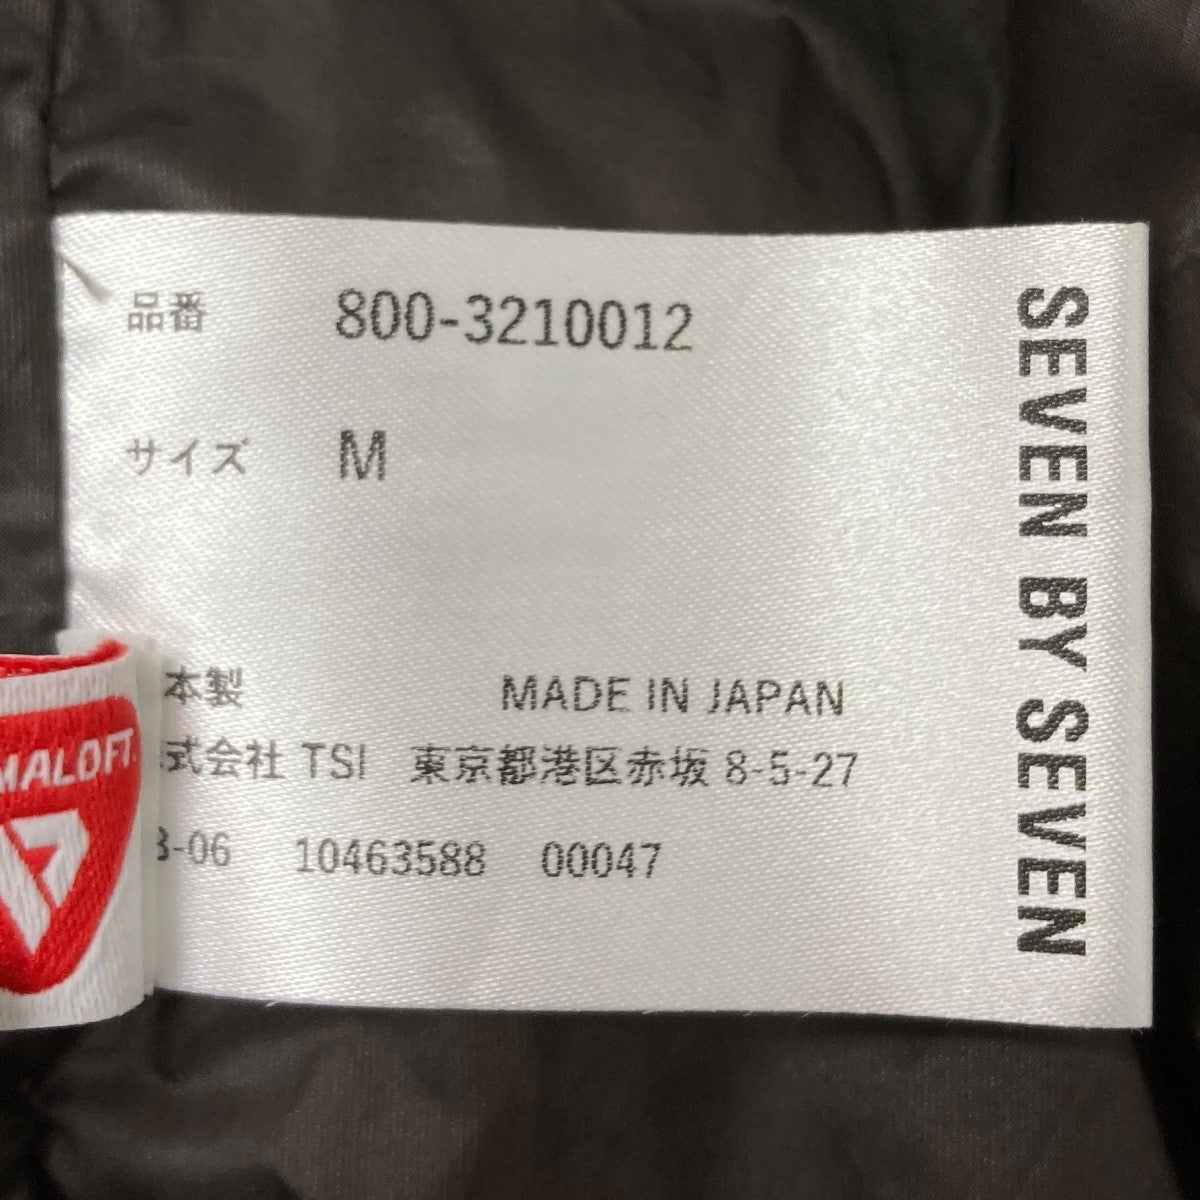 品番 800-3210012
サイズ M
本製 MADE IN JAPAN
式会社 TSI 東京都港区赤坂 8-5-27
3-06 10463588 00047
SEVEN BY SEVEN
MALOFT.